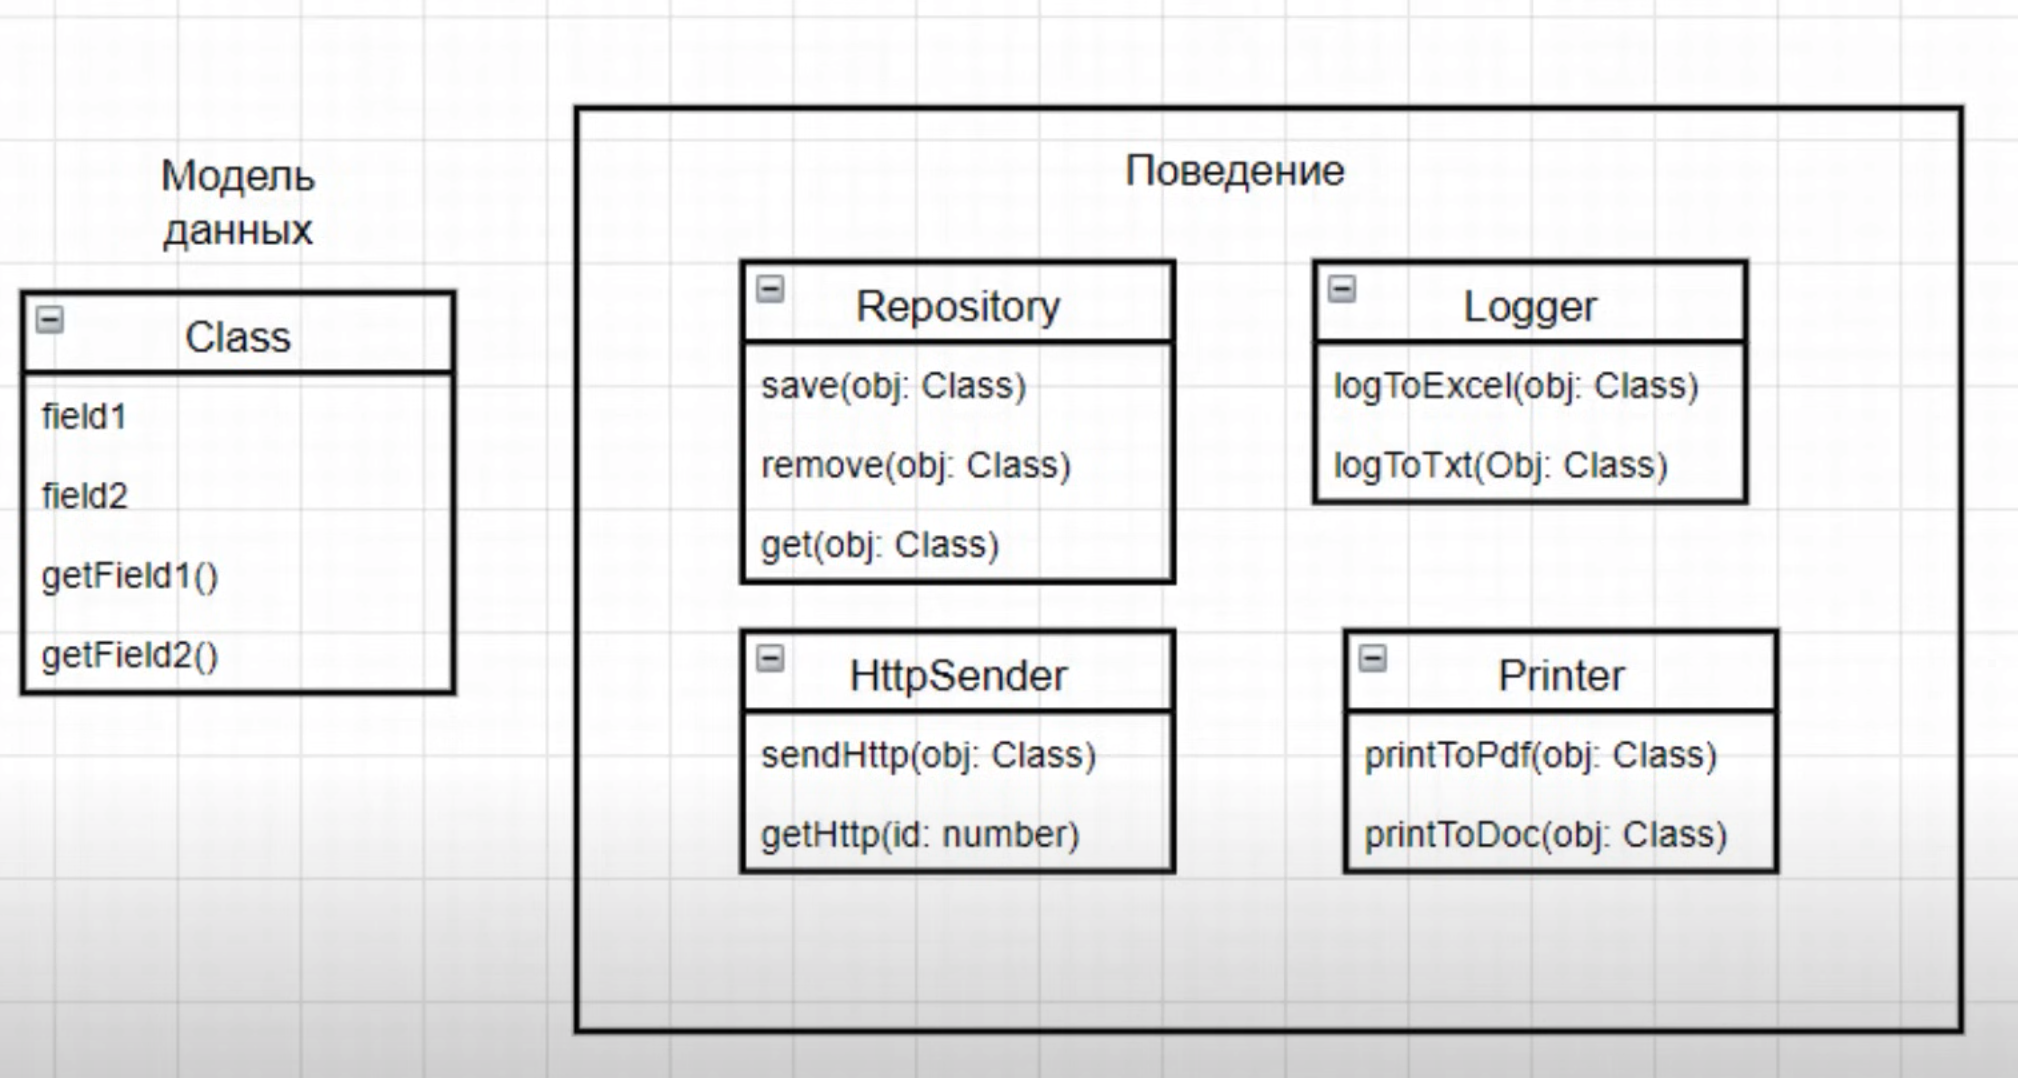 Модель
данных
Class
field1
field2
getField1()
getField2()
Поведение
Repository
save(obj: Class)
remove(obj: Class)
get(obj: Class)
Logger
logToExcel(obj: Class)
logToTxt(Obj: Class)
HttpSender
sendHttp(obj: Class)
getHttp(id: number)
Printer
printToPdf(obj: Class)
printToDoc(obj: Class)